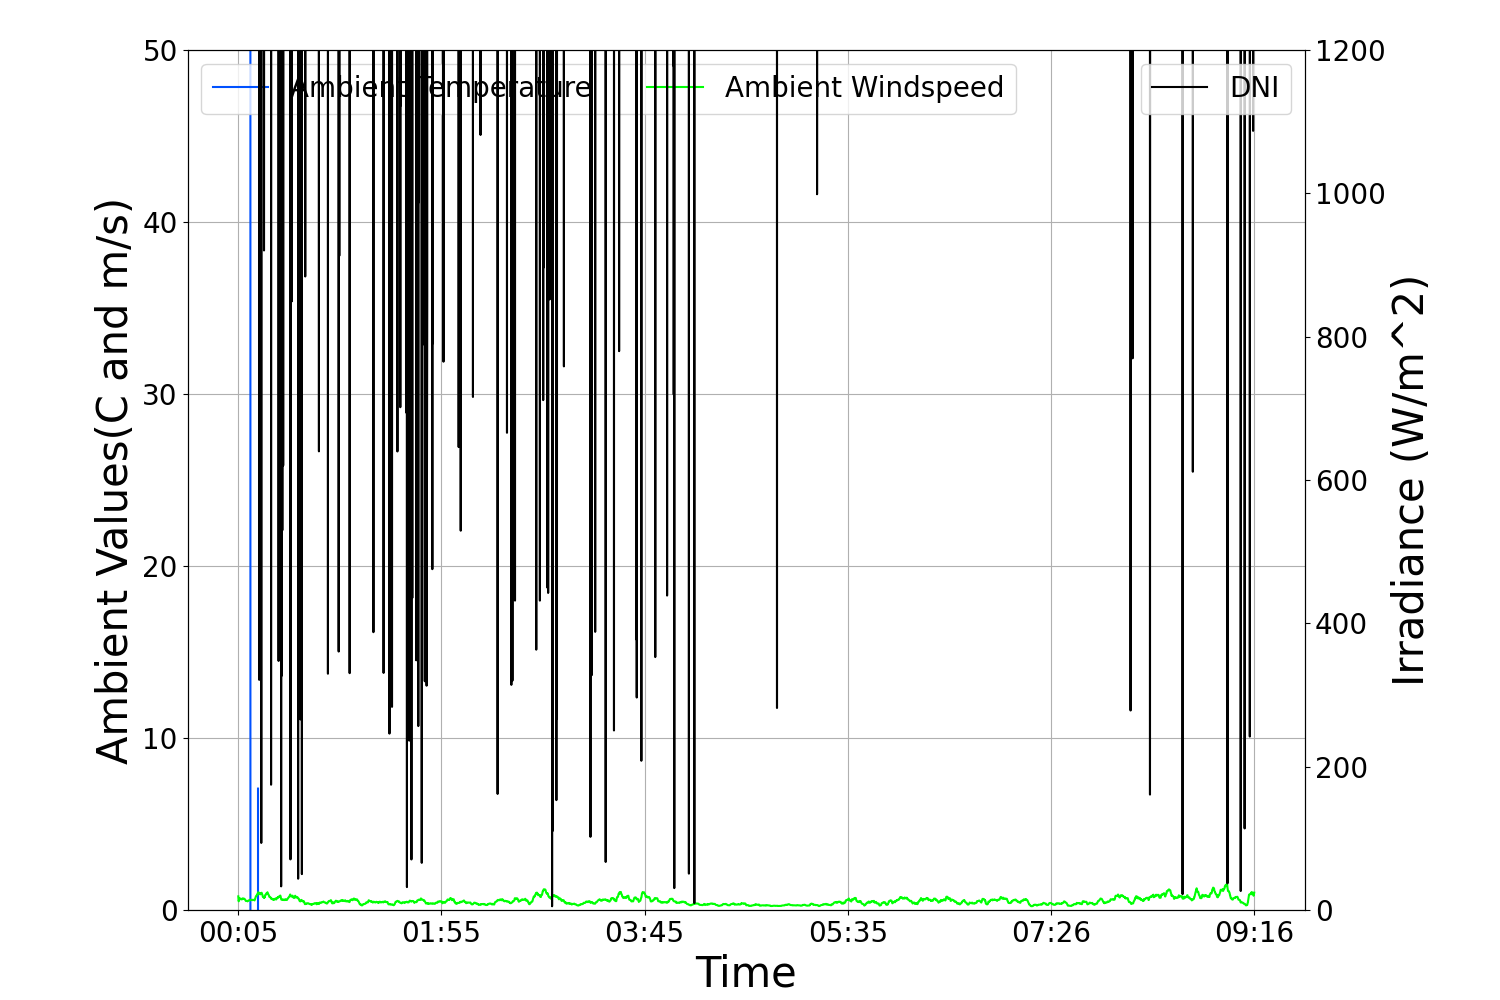 Ambient Temperature
Ambient Windspeed
DNI
Ambient Values(C and m/s)
50
40
30
20
10
0
1200
1000
800
600
400
200
0
Irradiance (W/m^2)
00:05 01:55 03:45 05:35 07:26 09:16
Time